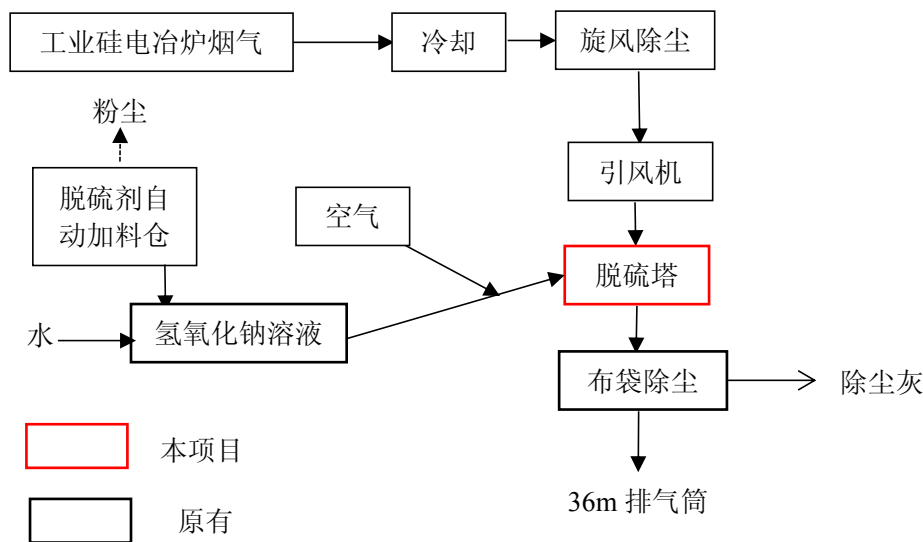 工业硅电冶炉烟气
冷却
旋风除尘
粉尘
引风机
脱硫剂自
动加料仓
空气
脱硫塔
水
氢氧化钠溶液
布袋除尘
除尘灰
本项目
36m 排气筒
原有